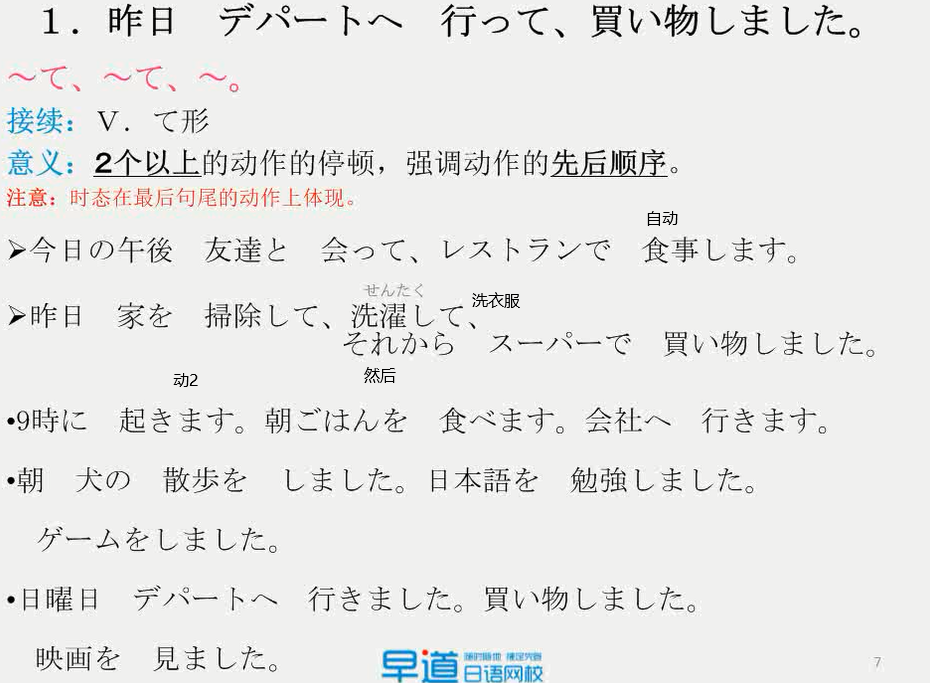 １．昨日　デパートへ　行って、買い物しました。
～て、～て、～。
接续：Ｖ．て形
意义：2个以上的动作的停顿，强调动作的先后顺序。
注意：时态在最后句尾的动作上体现。
自动
➢今日の午後　友達と　会って、レストランで　食事します。
せんたく
➢昨日　家を　掃除して、洗濯して、
洗衣服
それから　スーパーで　買い物しました。
动2
然后
•9時に　起きます。朝ごはんを　食べます。会社へ　行きます。
•朝　犬の　散歩を　しました。日本語を　勉強しました。
ゲームをしました。
•日曜日　デパートへ　行きました。買い物しました。
映画を　見ました。
早道
日语网校
7